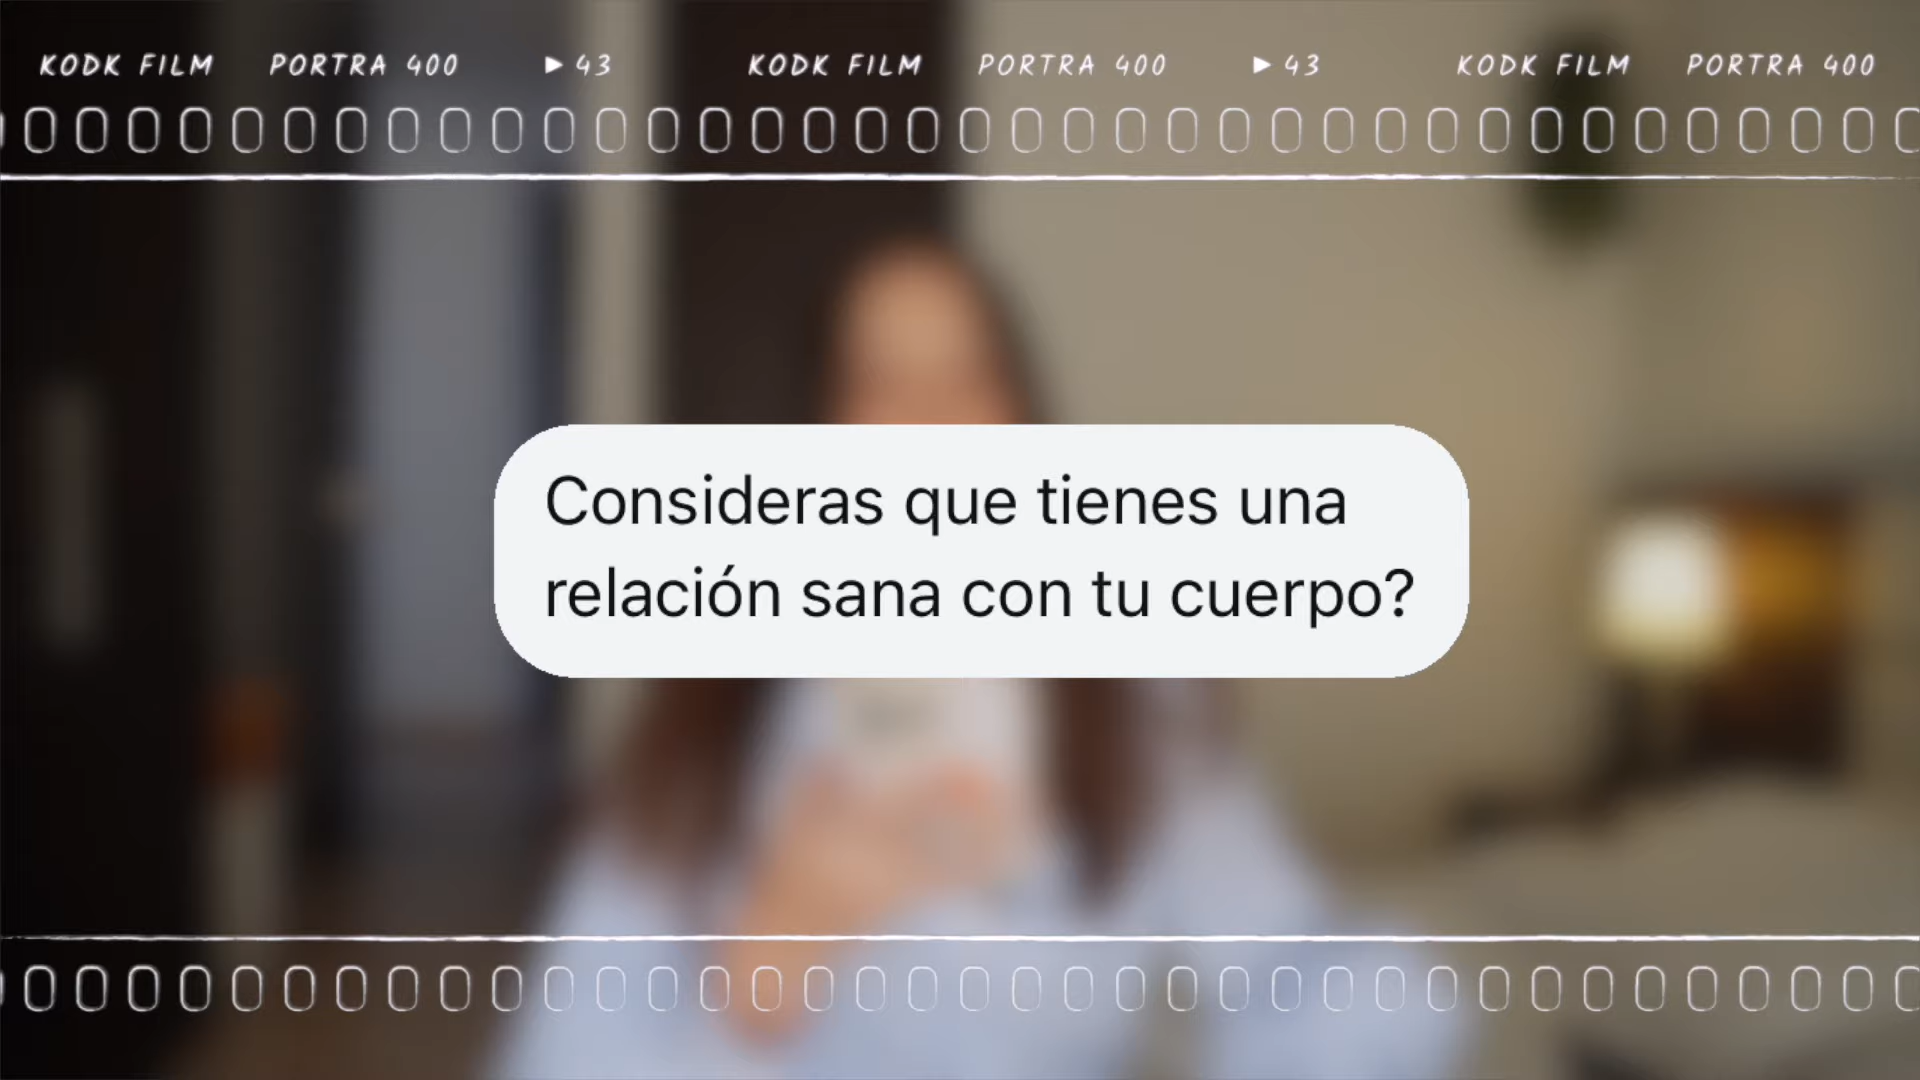 KODK FILM PORTRA 400 ▶ 43 KODK FILM PORTRA 400 ▶ 43 KODK FILM PORTRA 400
Consideras que tienes una
relación sana con tu cuerpo?